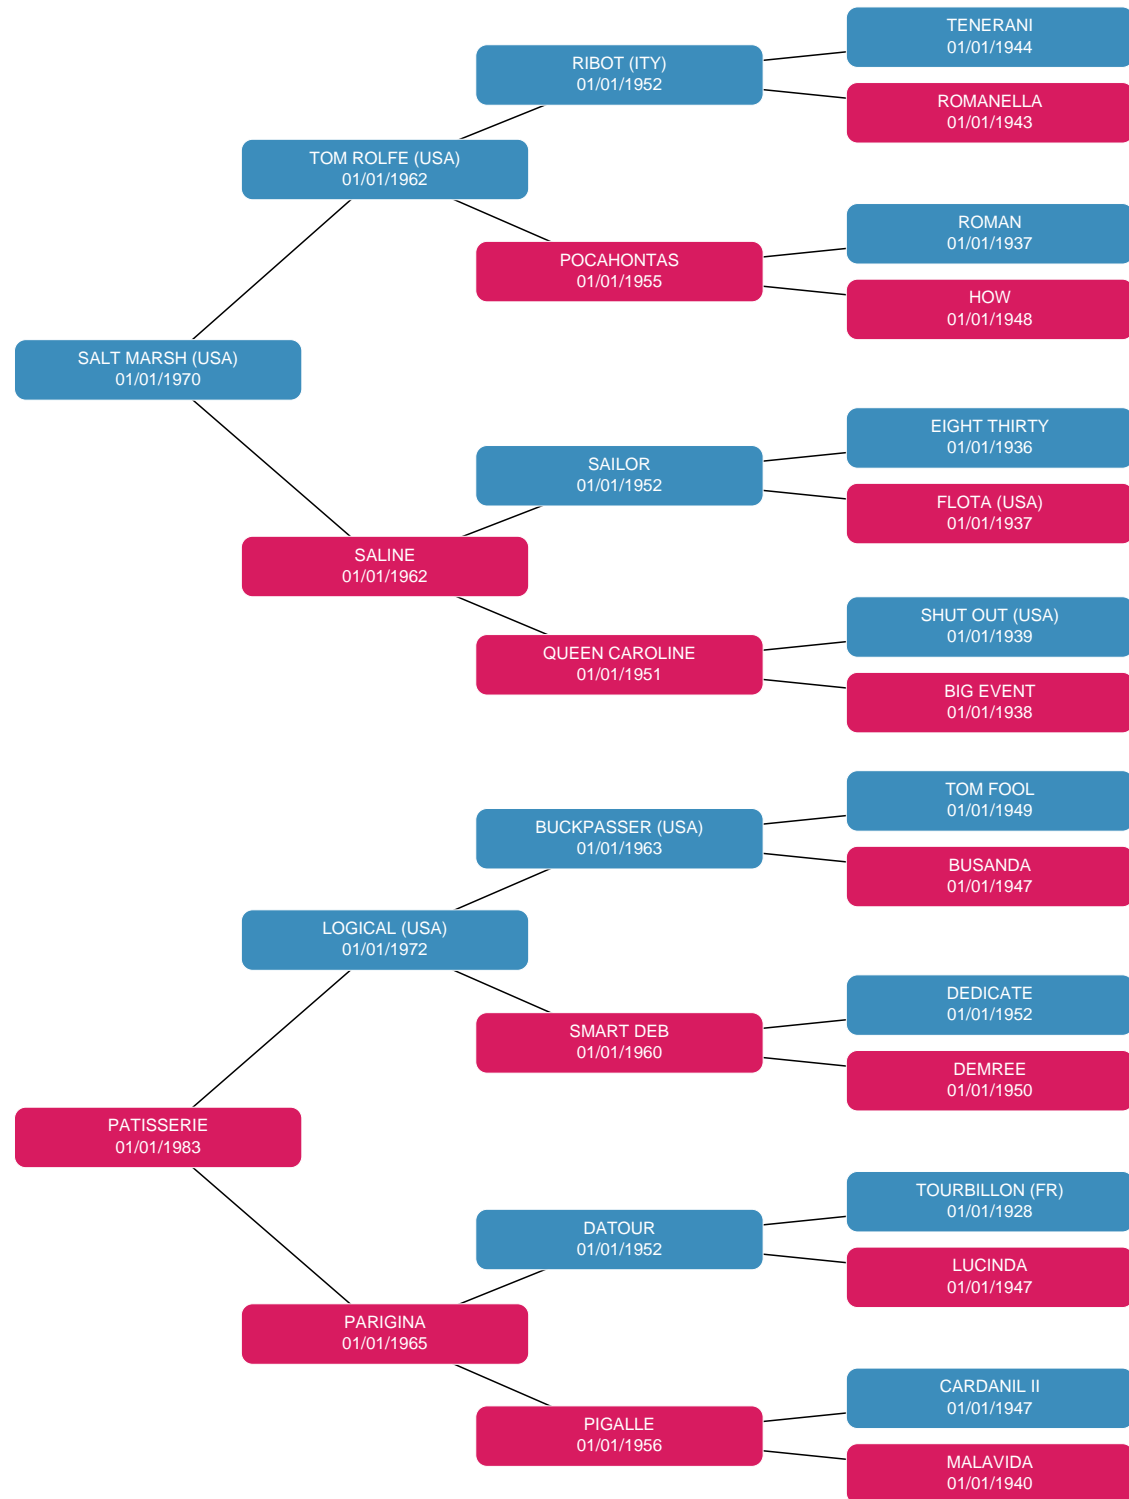 TENERANI
01/01/1944
RIBOT (ITY)
01/01/1952
ROMANELLA
01/01/1943
TOM ROLFE (USA)
01/01/1962
ROMAN
01/01/1937
POCAHONTAS
01/01/1955
HOW
01/01/1948
SALT MARSH (USA)
01/01/1970
EIGHT THIRTY
01/01/1936
SAILOR
01/01/1952
FLOTA (USA)
01/01/1937
SALINE
01/01/1962
SHUT OUT (USA)
01/01/1939
QUEEN CAROLINE
01/01/1951
BIG EVENT
01/01/1938
TOM FOOL
01/01/1949
BUCKPASSER (USA)
01/01/1963
BUSANDA
01/01/1947
LOGICAL (USA)
01/01/1972
DEDICATE
01/01/1952
SMART DEB
01/01/1960
DEMREE
01/01/1950
PATISSERIE
01/01/1983
TOURBILLON (FR)
01/01/1928
DATOUR
01/01/1952
LUCINDA
01/01/1947
PARIGINA
01/01/1965
CARDANIL II
01/01/1947
PIGALLE
01/01/1956
MALAVIDA
01/01/1940